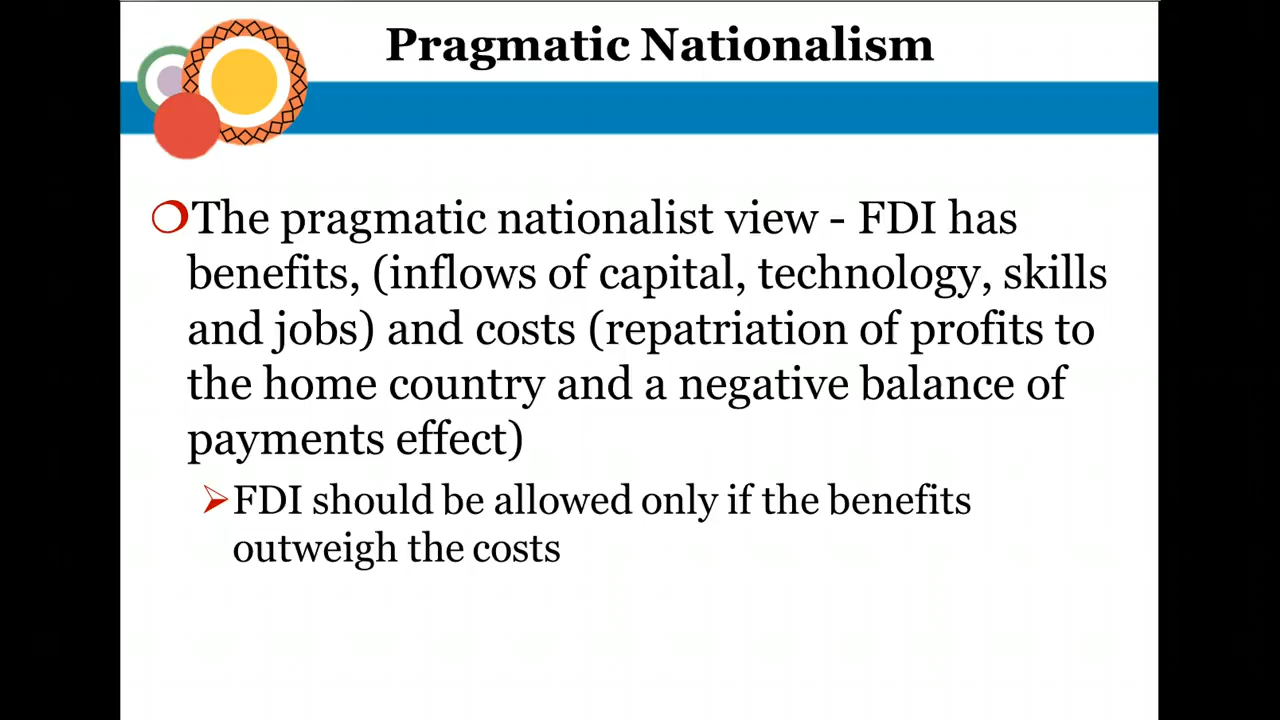 Pragmatic Nationalism
The pragmatic nationalist view - FDI has
benefits, (inflows of capital, technology, skills
and jobs) and costs (repatriation of profits to
the home country and a negative balance of
payments effect)
FDI should be allowed only if the benefits
outweigh the costs